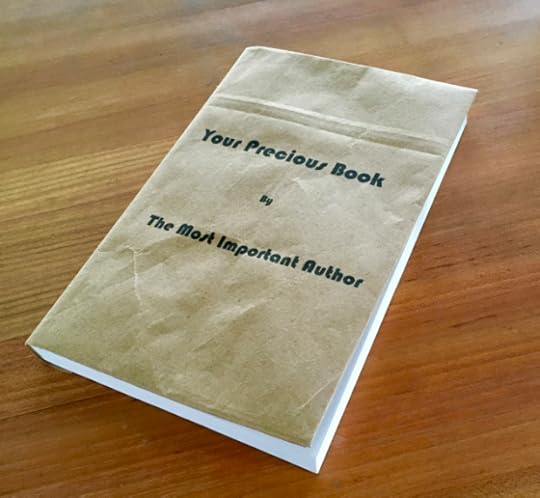 Your Precious Book
By
The Most Important Author